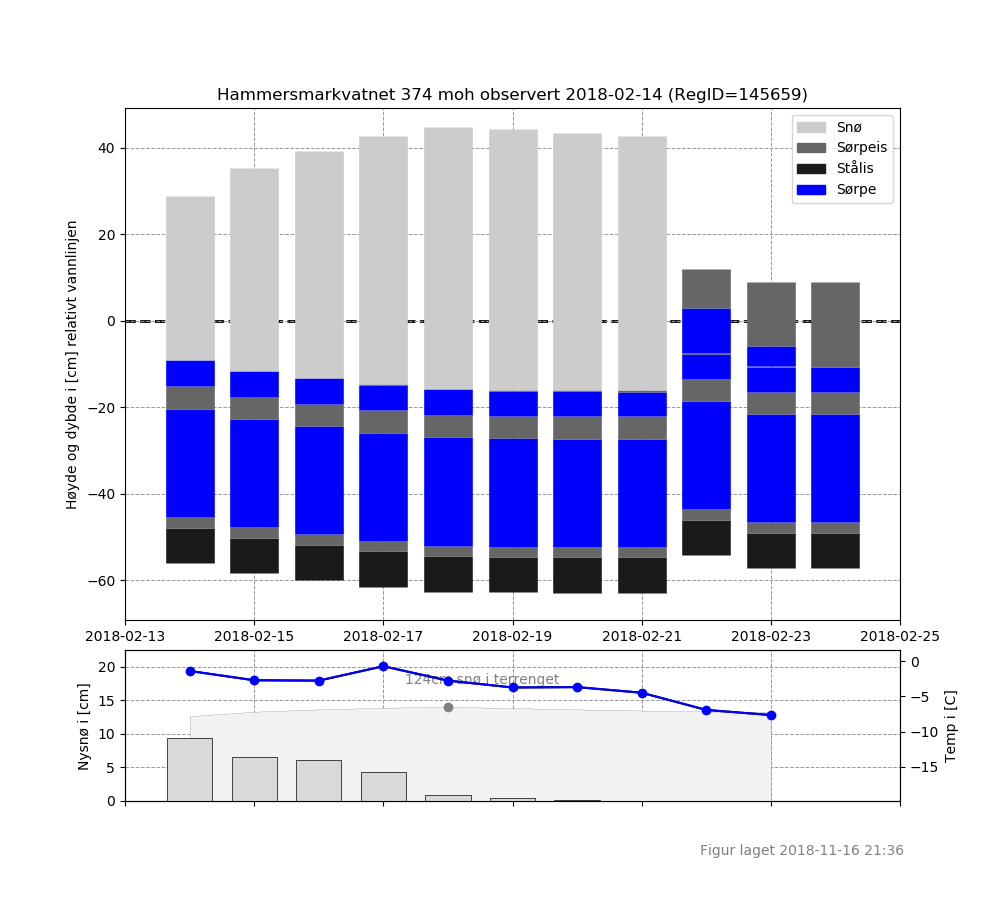 Hammersmarkvatnet 374 moh observert 2018-02-14 (RegID=145659)
Snø
Sørpeis
Stålis
Sørpe
Høyde og dybde i [cm] relativt vannlinjen
40
20
0
−20
−40
−60
2018-02-13 2018-02-15 2018-02-17 2018-02-19 2018-02-21 2018-02-23 2018-02-25
Nysnø i [cm]
20
15
10
5
0
124cm snø i terrenget
0
−5
−10
−15
Temp i [C]
Figur laget 2018-11-16 21:36